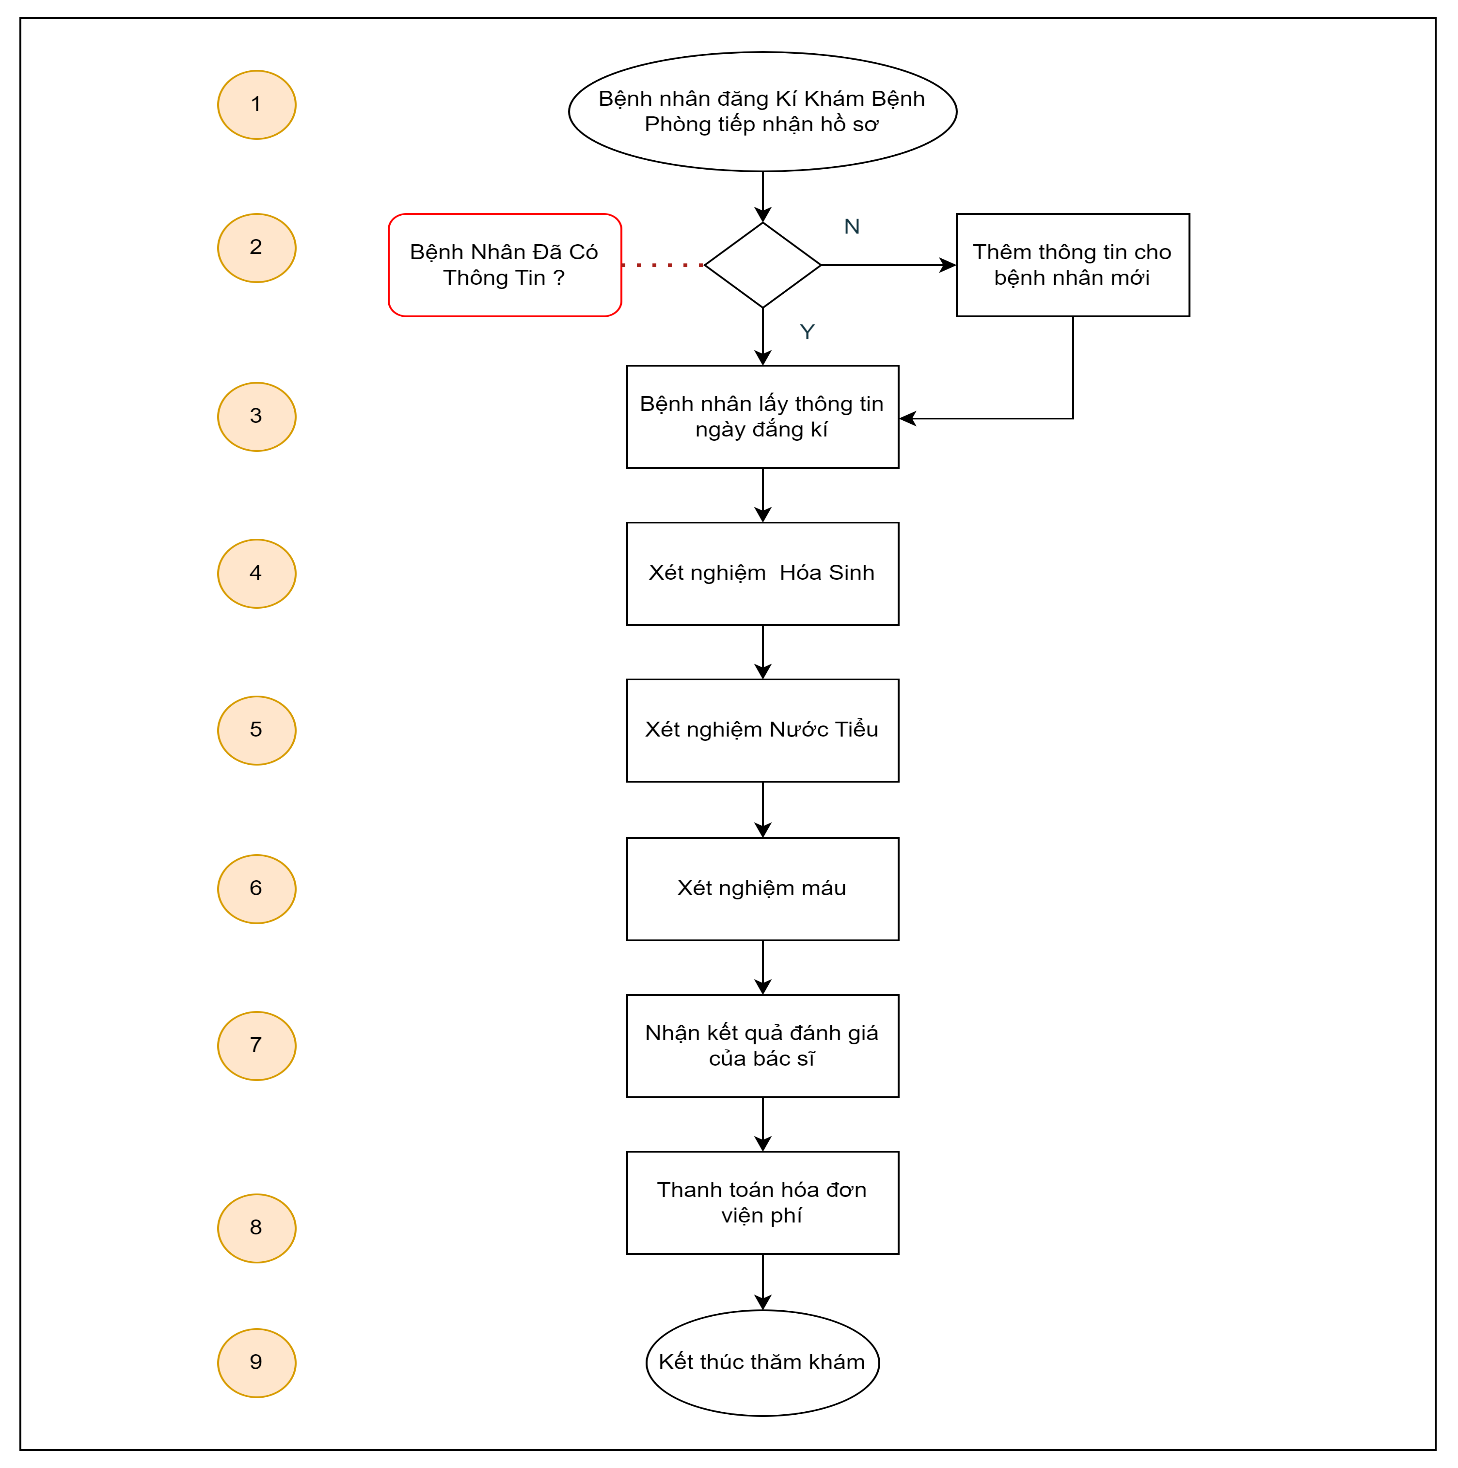 1
Bệnh nhân đăng Kí Khám Bệnh
Phòng tiếp nhận hồ sơ
2
Bệnh Nhân Đã Có
Thông Tin ?
N
Thêm thông tin cho
bệnh nhân mới
Y
3
Bệnh nhân lấy thông tin
ngày đắng kí
4
Xét nghiệm  Hóa Sinh
5
Xét nghiệm Nước Tiểu
6
Xét nghiệm máu
7
Nhận kết quả đánh giá
của bác sĩ
8
Thanh toán hóa đơn
viện phí
9
Kết thúc thăm khám